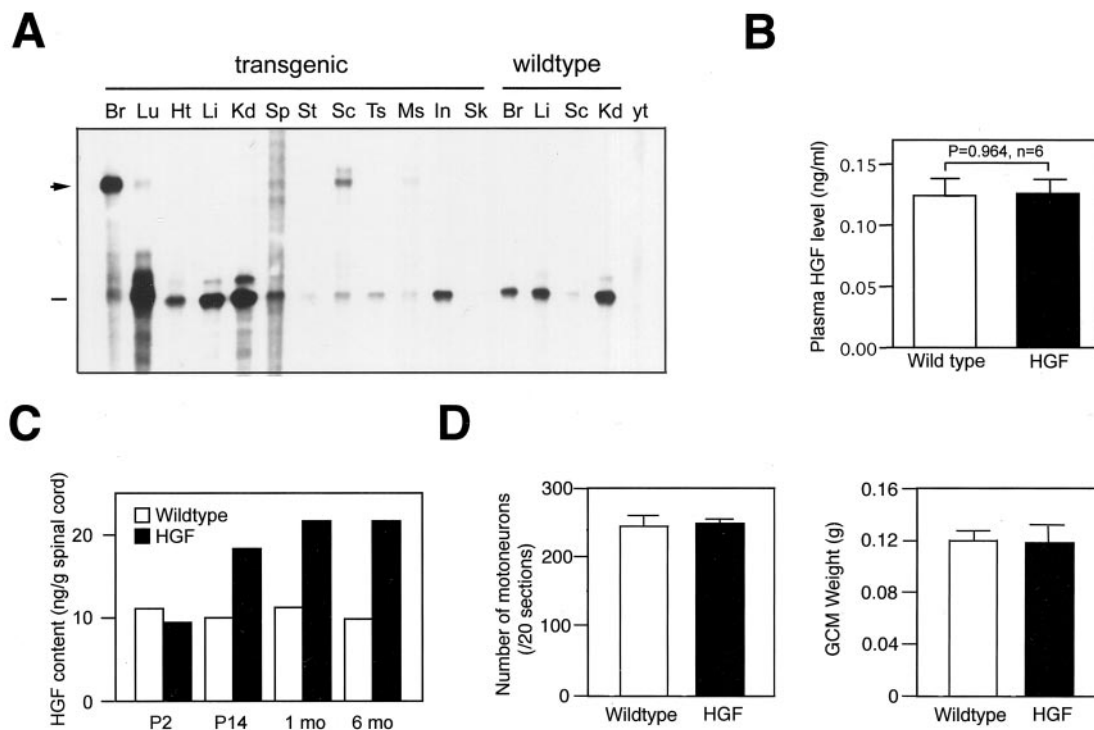 A
transgenic wildtype
Br Lu Ht Li Kd Sp St Sc Ts Ms In Sk Br Li Sc Kd yt
B
P=0.964, n=6
Plasma HGF level (ng/ml)
0.15
0.10
0.05
0.00
Wild type HGF
C
HGF content (ng/g spinal cord)
Wildtype
HGF
20
10
0
P2 P14 1 mo 6 mo
D
Number of motoneurons
(/20 sections)
300
200
100
0
Wildtype HGF
GCM Weight (g)
0.16
0.12
0.08
0.04
0
Wildtype HGF